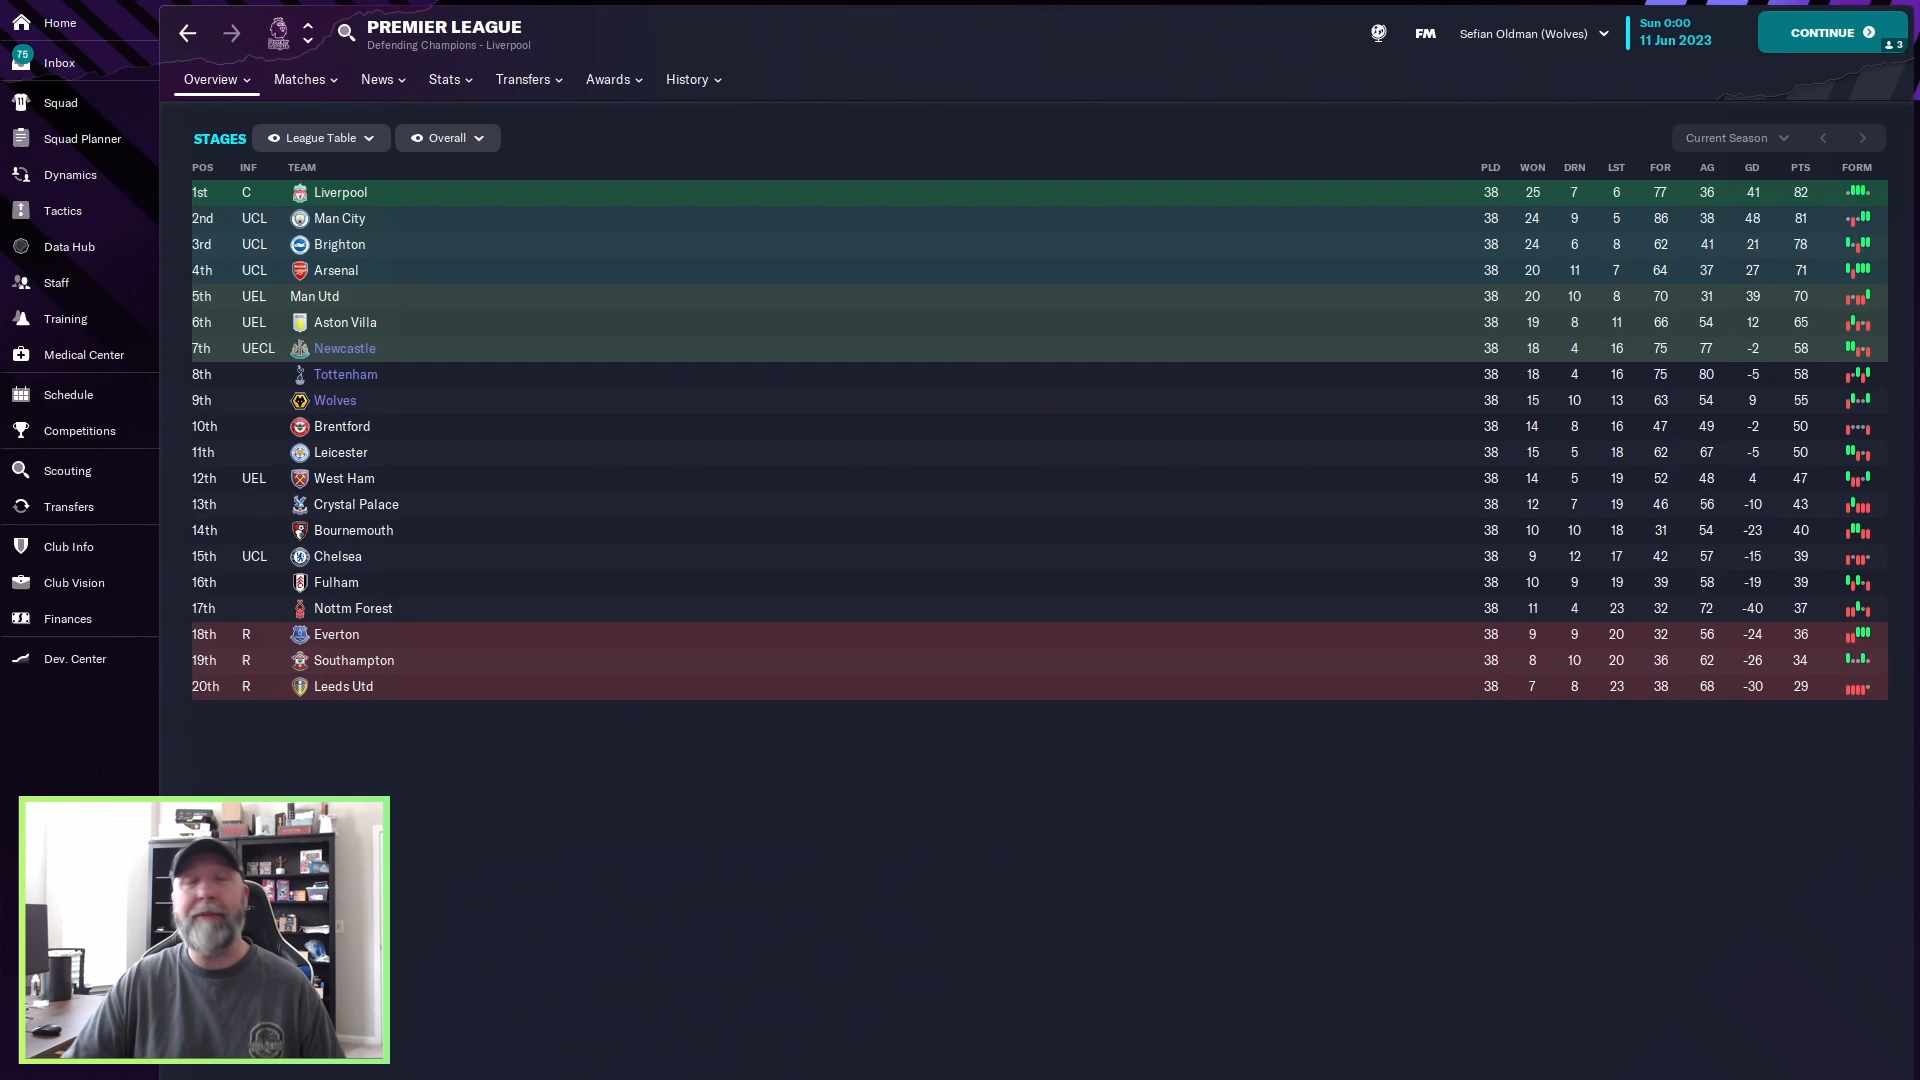 Home
75
Inbox
Squad
Squad Planner
Dynamics
Tactics
Data Hub
Staff
Training
Medical Center
Schedule
Competitions
Scouting
Transfers
Club Info
Club Vision
Finances
Dev. Center
PREMIER LEAGUE
Defending Champions - Liverpool
FM
Sefian Oldman (Wolves)
Sun 0:00
11 Jun 2023
CONTINUE
3
Overview Matches News Stats Transfers Awards History
STAGES League Table Overall Current Season
POS INF TEAM PLD WON DRN LST FOR AG GD PTS FORM
1st C Liverpool 38 25 7 6 77 36 41 82
2nd UCL Man City 38 24 9 5 86 38 48 81
3rd UCL Brighton 38 24 6 8 62 41 21 78
4th UCL Arsenal 38 20 11 7 64 37 27 71
5th UEL Man Utd 38 20 10 8 70 31 39 70
6th UEL Aston Villa 38 19 8 11 66 54 12 65
7th UECL Newcastle 38 18 4 16 75 77 -2 58
8th Tottenham 38 18 4 16 75 80 -5 58
9th Wolves 38 15 10 13 63 54 9 55
10th Brentford 38 14 8 16 47 49 -2 50
11th Leicester 38 15 5 18 62 67 -5 50
12th UEL West Ham 38 14 5 19 52 48 4 47
13th Crystal Palace 38 12 7 19 46 56 -10 43
14th Bournemouth 38 10 10 18 31 54 -23 40
15th UCL Chelsea 38 9 12 17 42 57 -15 39
16th Fulham 38 10 9 19 39 58 -19 39
17th Nottm Forest 38 11 4 23 32 72 -40 37
18th R Everton 38 9 9 20 32 56 -24 36
19th R Southampton 38 8 10 20 36 62 -26 34
20th R Leeds Utd 38 7 8 23 38 68 -30 29